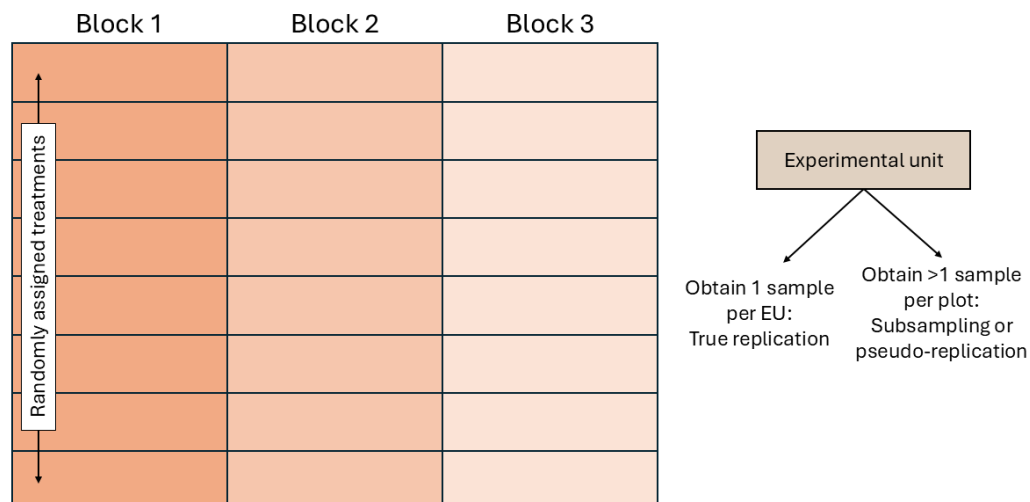 Block 1
Block 2
Block 3
Randomly assigned treatments
Experimental unit
Obtain 1 sample
per EU:
True replication
Obtain >1 sample
per plot:
Subsampling or
pseudo-replication